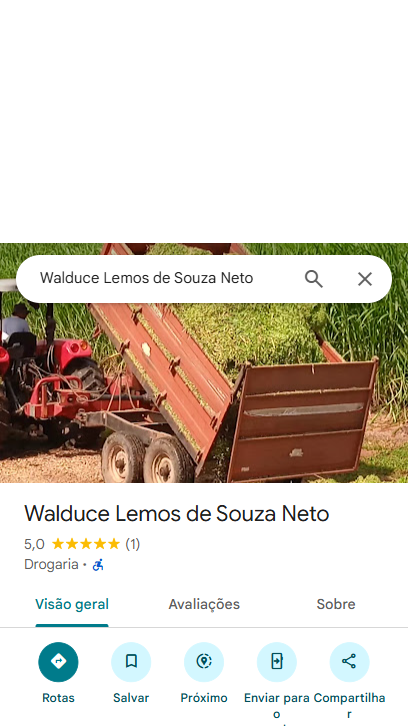 Walduce Lemos de Souza Neto
Walduce Lemos de Souza Neto
5,0 (1)
Drogaria ·
Visão geral Avaliações Sobre
Rotas Salvar Próximo Enviar para o Compartilhar